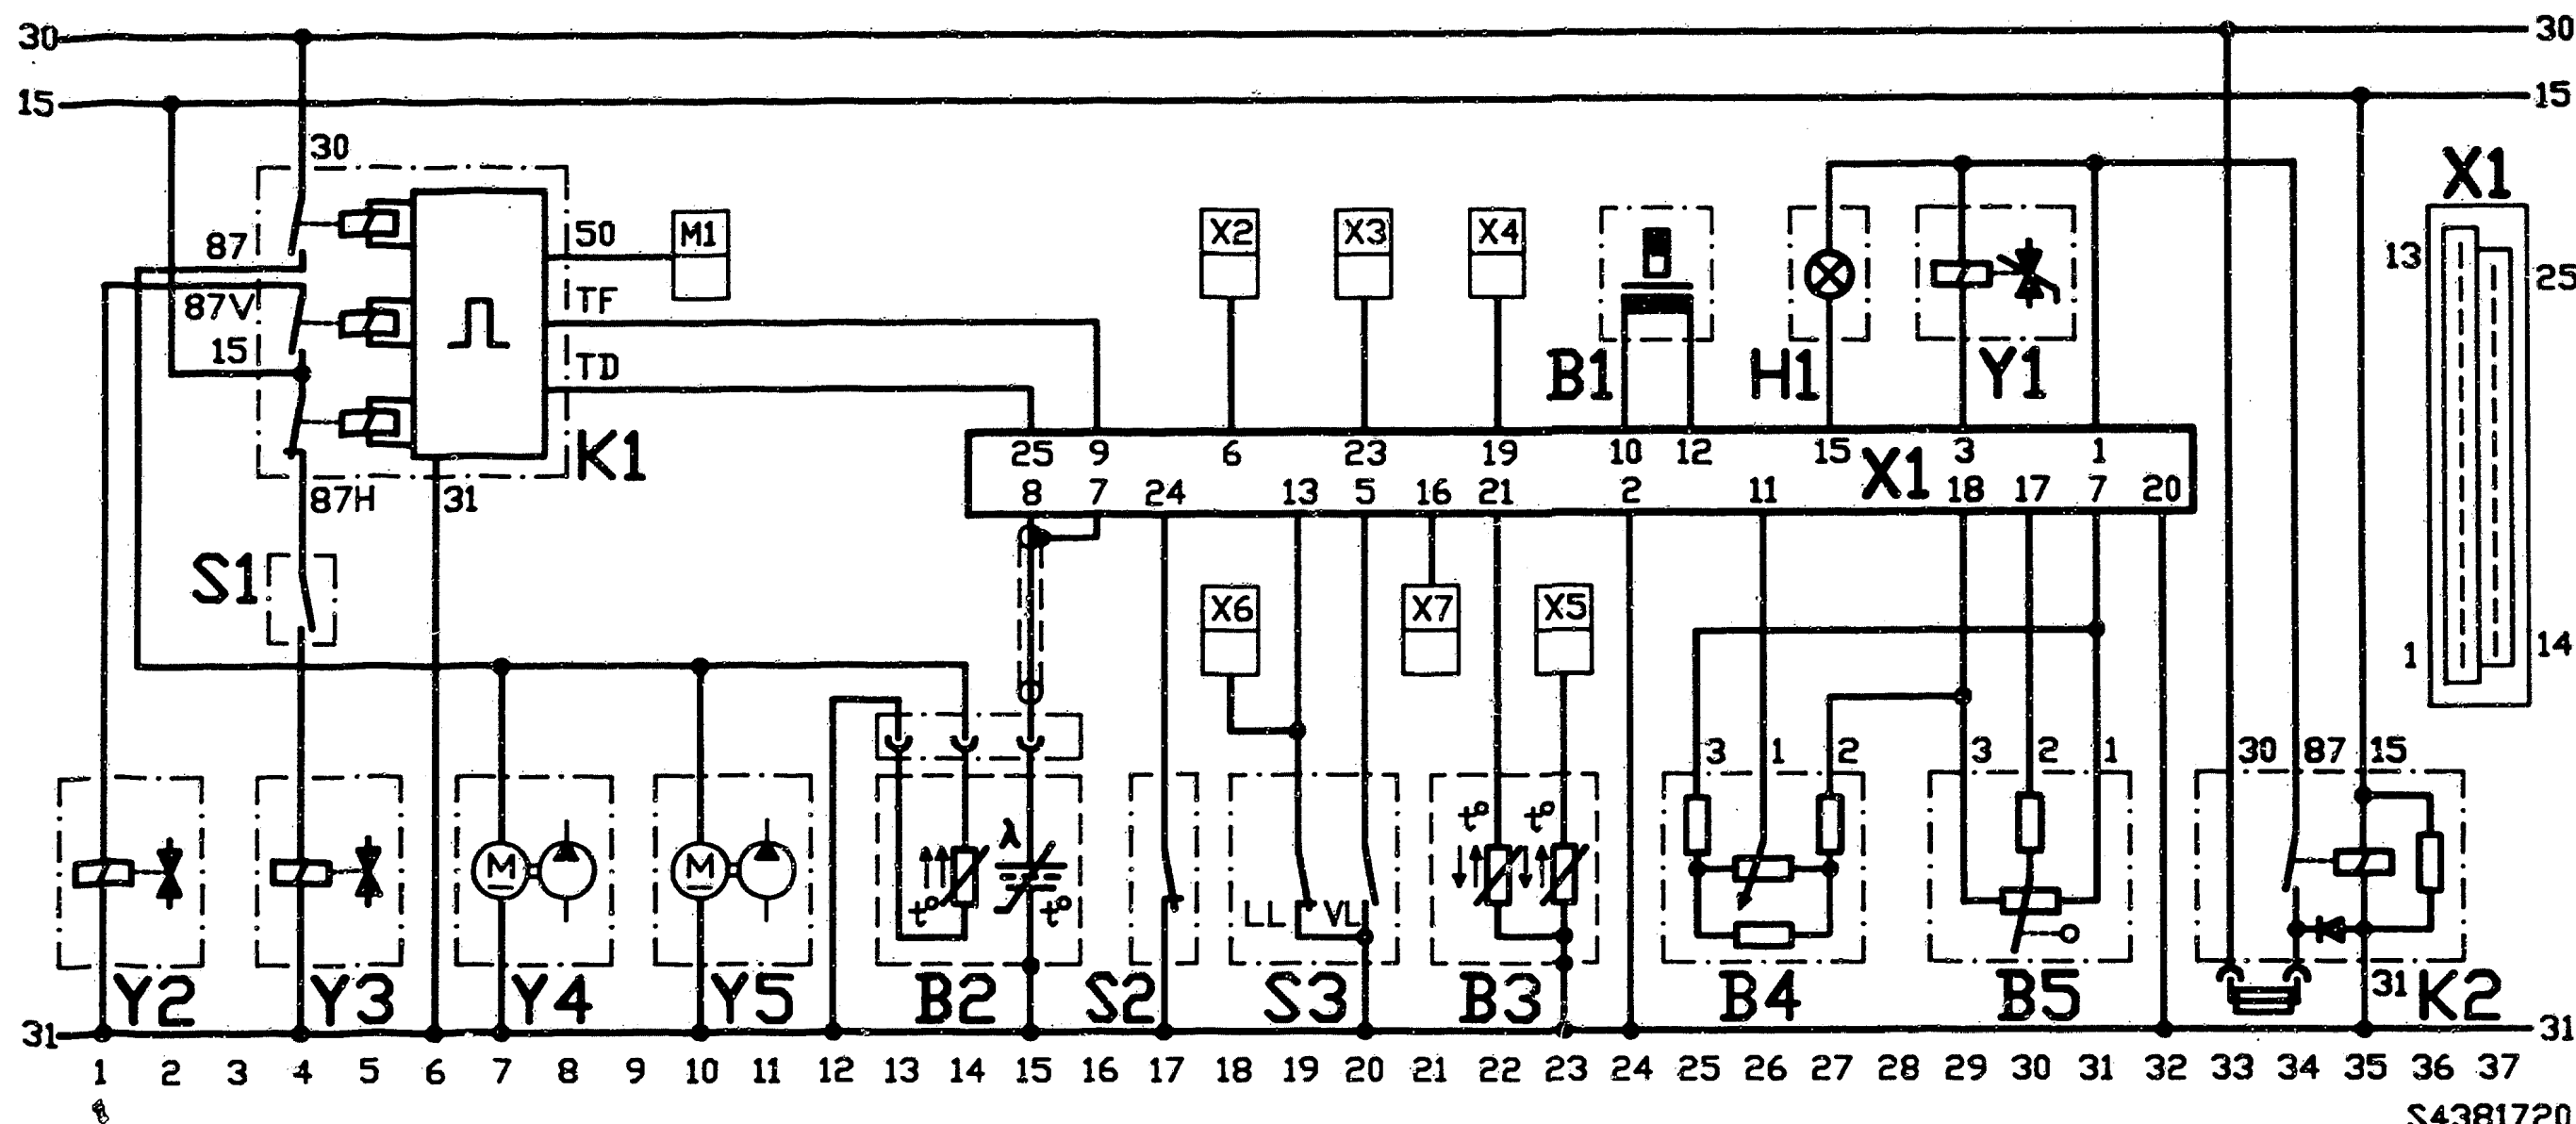 30 30
15 15
30
X1
M1 X2 X3 X4
50
87
13
25
TF
87V
15
TD
B1 H1 Y1
K1
25 9 6 23 19 10 12 15 X1 3 1
8 7 24 13 5 16 21 2 11 18 17 7 20
87H 31
S1
X6 X7 X5
1
14
3 1 2 3 2 1 30 87 15
λ
t° t°
t° t°
LL VL
Y2 Y3 Y4 Y5 B2 S2 S3 B3 B4 B5 31 K2
31 31
1 2 3 4 5 6 7 8 9 10 11 12 13 14 15 16 17 18 19 20 21 22 23 24 25 26 27 28 29 30 31 32 33 34 35 36 37
S4381720